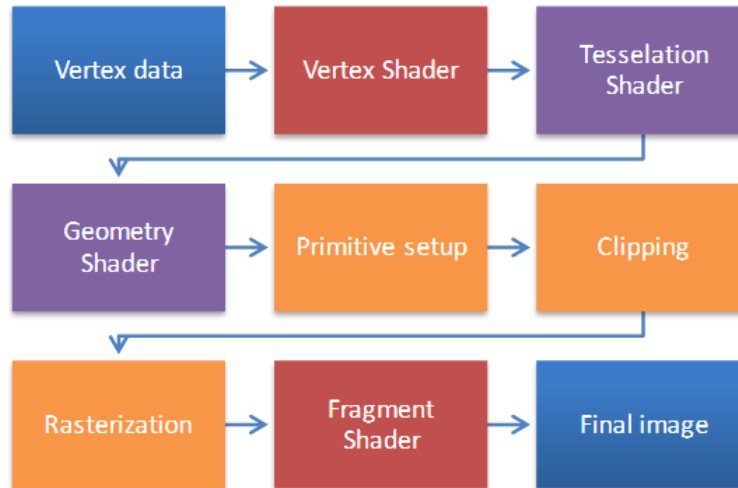 Vertex data
Vertex Shader
Tesselation
Shader
Geometry
Shader
Primitive setup
Clipping
Rasterization
Fragment
Shader
Final image